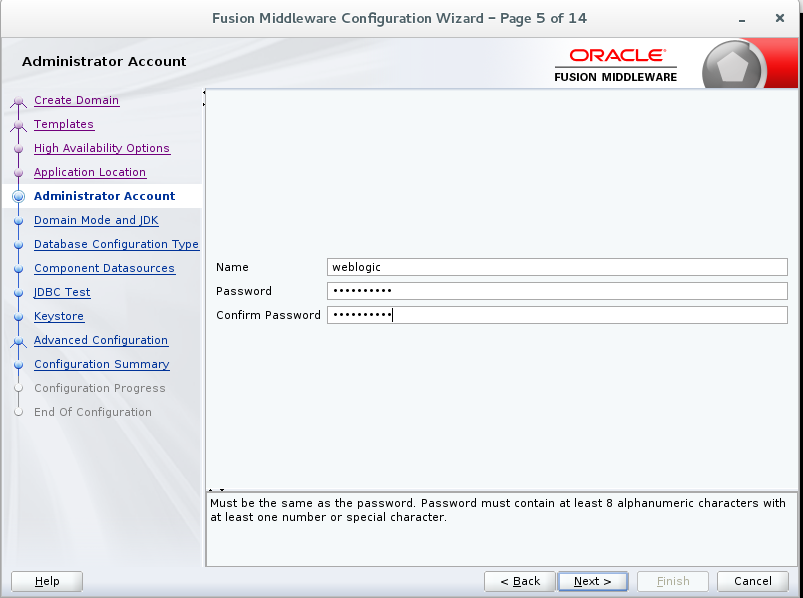 Fusion Middleware Configuration Wizard – Page 5 of 14
Administrator Account
ORACLE
FUSION MIDDLEWARE
Create Domain
Templates
High Availability Options
Application Location
Administrator Account
Domain Mode and JDK
Database Configuration Type
Component Datasources
JDBC Test
Keystore
Advanced Configuration
Configuration Summary
Configuration Progress
End Of Configuration
Name weblogic
Password ••••••••••
Confirm Password ••••••••••
Must be the same as the password. Password must contain at least 8 alphanumeric characters with
at least one number or special character.
Help < Back Next > Finish Cancel